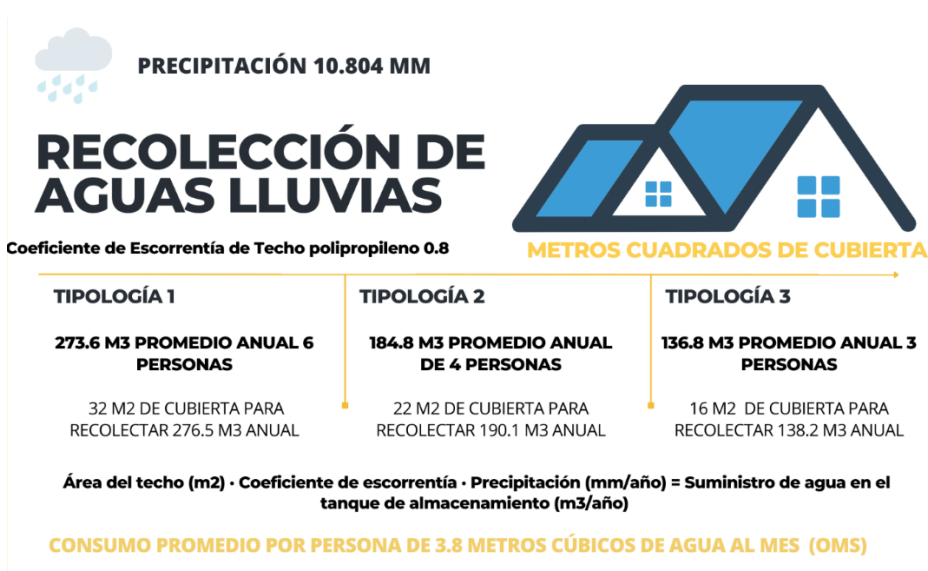 PRECIPITACIÓN 10.804 MM
RECOLECCIÓN DE
AGUAS LLUVIAS
Coeficiente de Escorrentía de Techo polipropileno 0.8
METROS CUADRADOS DE CUBIERTA
TIPOLOGÍA 1
273.6 M3 PROMEDIO ANUAL 6
PERSONAS
32 M2 DE CUBIERTA PARA
RECOLECTAR 276.5 M3 ANUAL
TIPOLOGÍA 2
184.8 M3 PROMEDIO ANUAL
DE 4 PERSONAS
22 M2 DE CUBIERTA PARA
RECOLECTAR 190.1 M3 ANUAL
TIPOLOGÍA 3
136.8 M3 PROMEDIO ANUAL 3
PERSONAS
16 M2 DE CUBIERTA PARA
RECOLECTAR 138.2 M3 ANUAL
Área del techo (m2) · Coeficiente de escorrentía · Precipitación (mm/año) = Suministro de agua en el
tanque de almacenamiento (m3/año)
CONSUMO PROMEDIO POR PERSONA DE 3.8 METROS CÚBICOS DE AGUA AL MES (OMS)